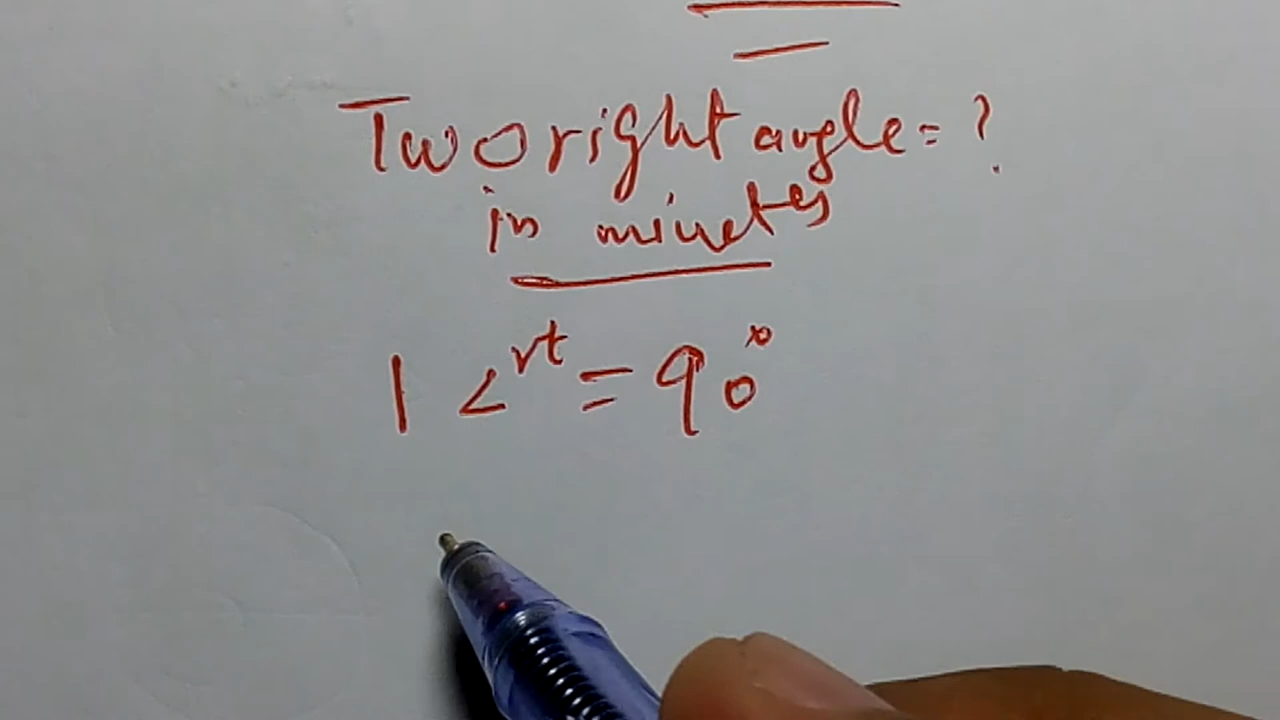 Two right angle = ?
in minutes
1 <rt = 90°